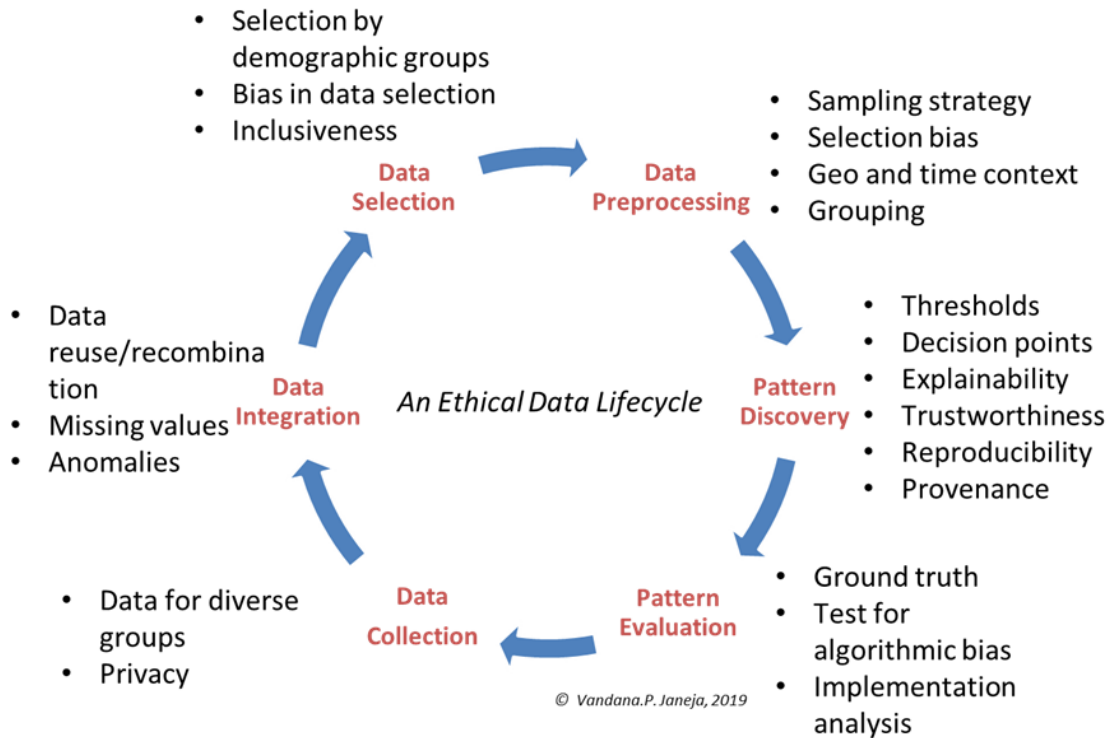 • Selection by
demographic groups
• Bias in data selection
• Inclusiveness
Data
Selection
Data
Preprocessing
• Sampling strategy
• Selection bias
• Geo and time context
• Grouping
• Data
reuse/recombina
tion
• Missing values
• Anomalies
Data
Integration
An Ethical Data Lifecycle
Pattern
Discovery
• Thresholds
• Decision points
• Explainability
• Trustworthiness
• Reproducibility
• Provenance
• Data for diverse
groups
• Privacy
Data
Collection
Pattern
Evaluation
• Ground truth
• Test for
algorithmic bias
• Implementation
analysis
© Vandana.P. Janeja, 2019